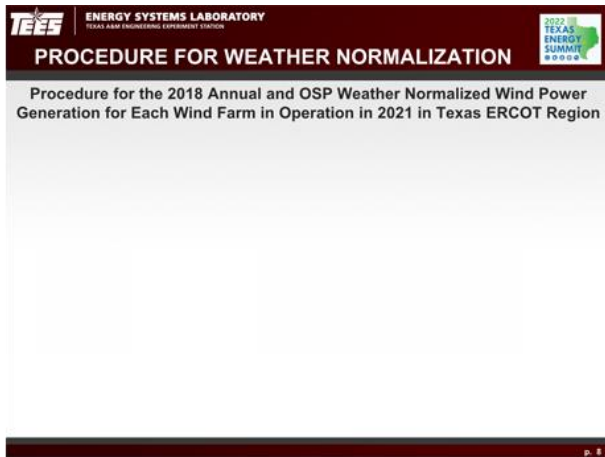 TEES
ENERGY SYSTEMS LABORATORY
TEXAS A&M ENGINEERING EXPERIMENT STATION
PROCEDURE FOR WEATHER NORMALIZATION
2022
TEXAS
ENERGY
SUMMIT
Procedure for the 2018 Annual and OSP Weather Normalized Wind Power
Generation for Each Wind Farm in Operation in 2021 in Texas ERCOT Region
p. 8